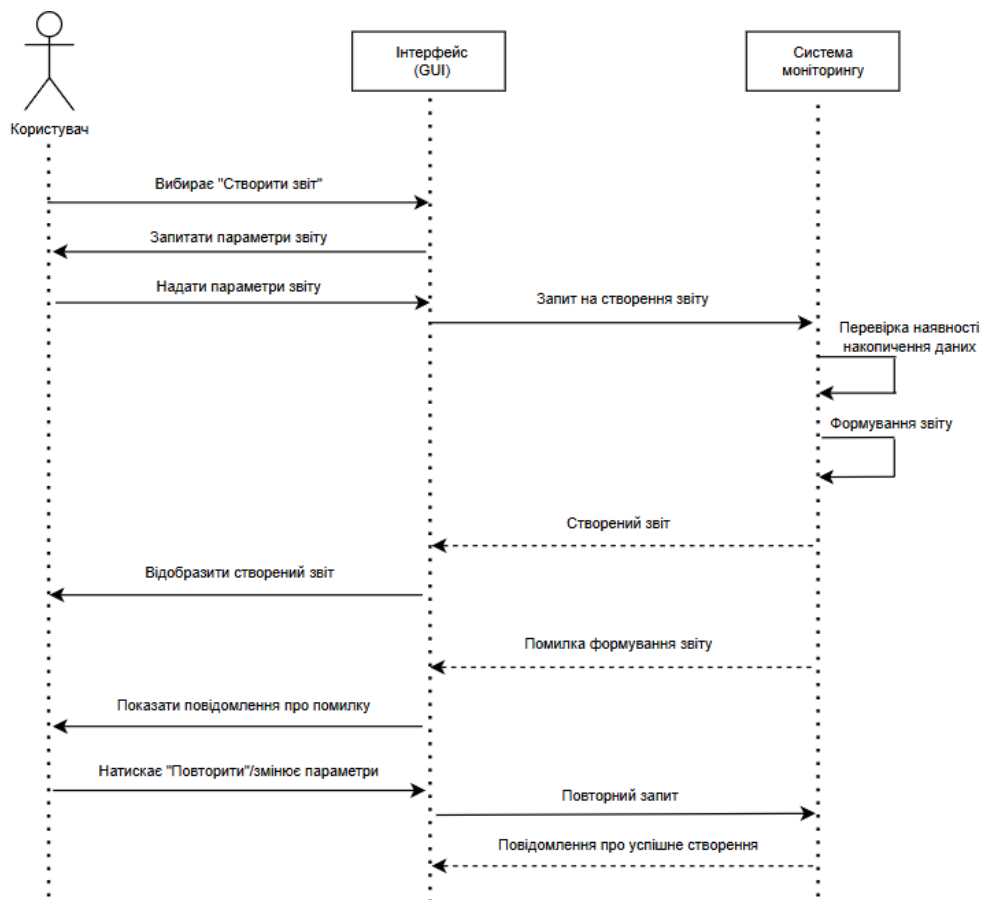 Інтерфейс
(GUI)
Система
моніторингу
Користувач
Вибирає "Створити звіт"
Запитати параметри звіту
Надати параметри звіту
Запит на створення звіту
Перевірка наявності
накопичення даних
Формування звіту
Створений звіт
Відобразити створений звіт
Помилка формування звіту
Показати повідомлення про помилку
Натискає "Повторити"/змінює параметри
Повторний запит
Повідомлення про успішне створення